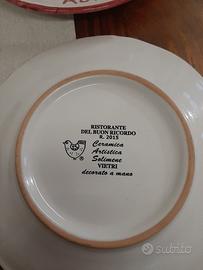 RISTORANTE
DEL BUON RICORDO
R. 2015
Ceramica
Artistica
Solimene
VIETRI
decorato a mano
subito